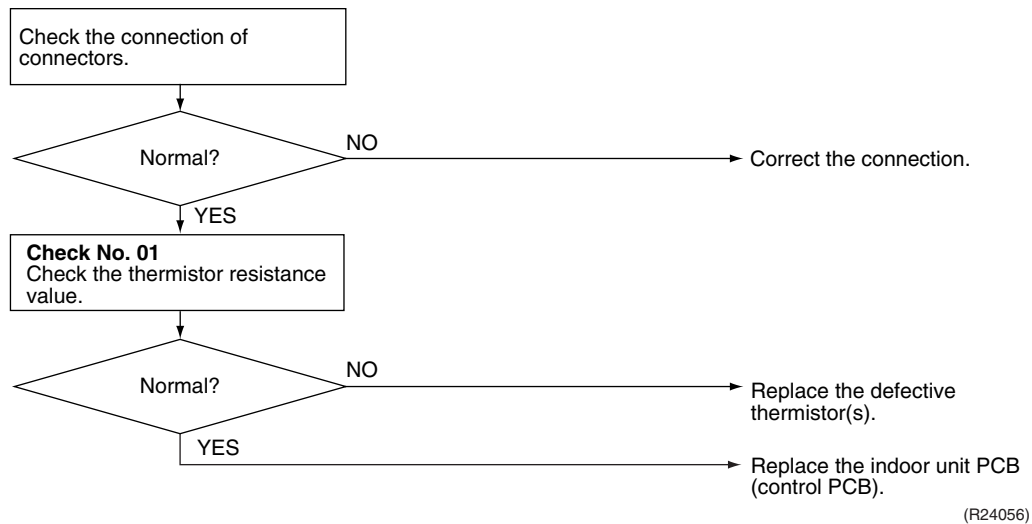 Check the connection of
connectors.
Normal?
NO
Correct the connection.
YES
Check No. 01
Check the thermistor resistance
value.
Normal?
NO
Replace the defective
thermistor(s).
YES
Replace the indoor unit PCB
(control PCB).
(R24056)